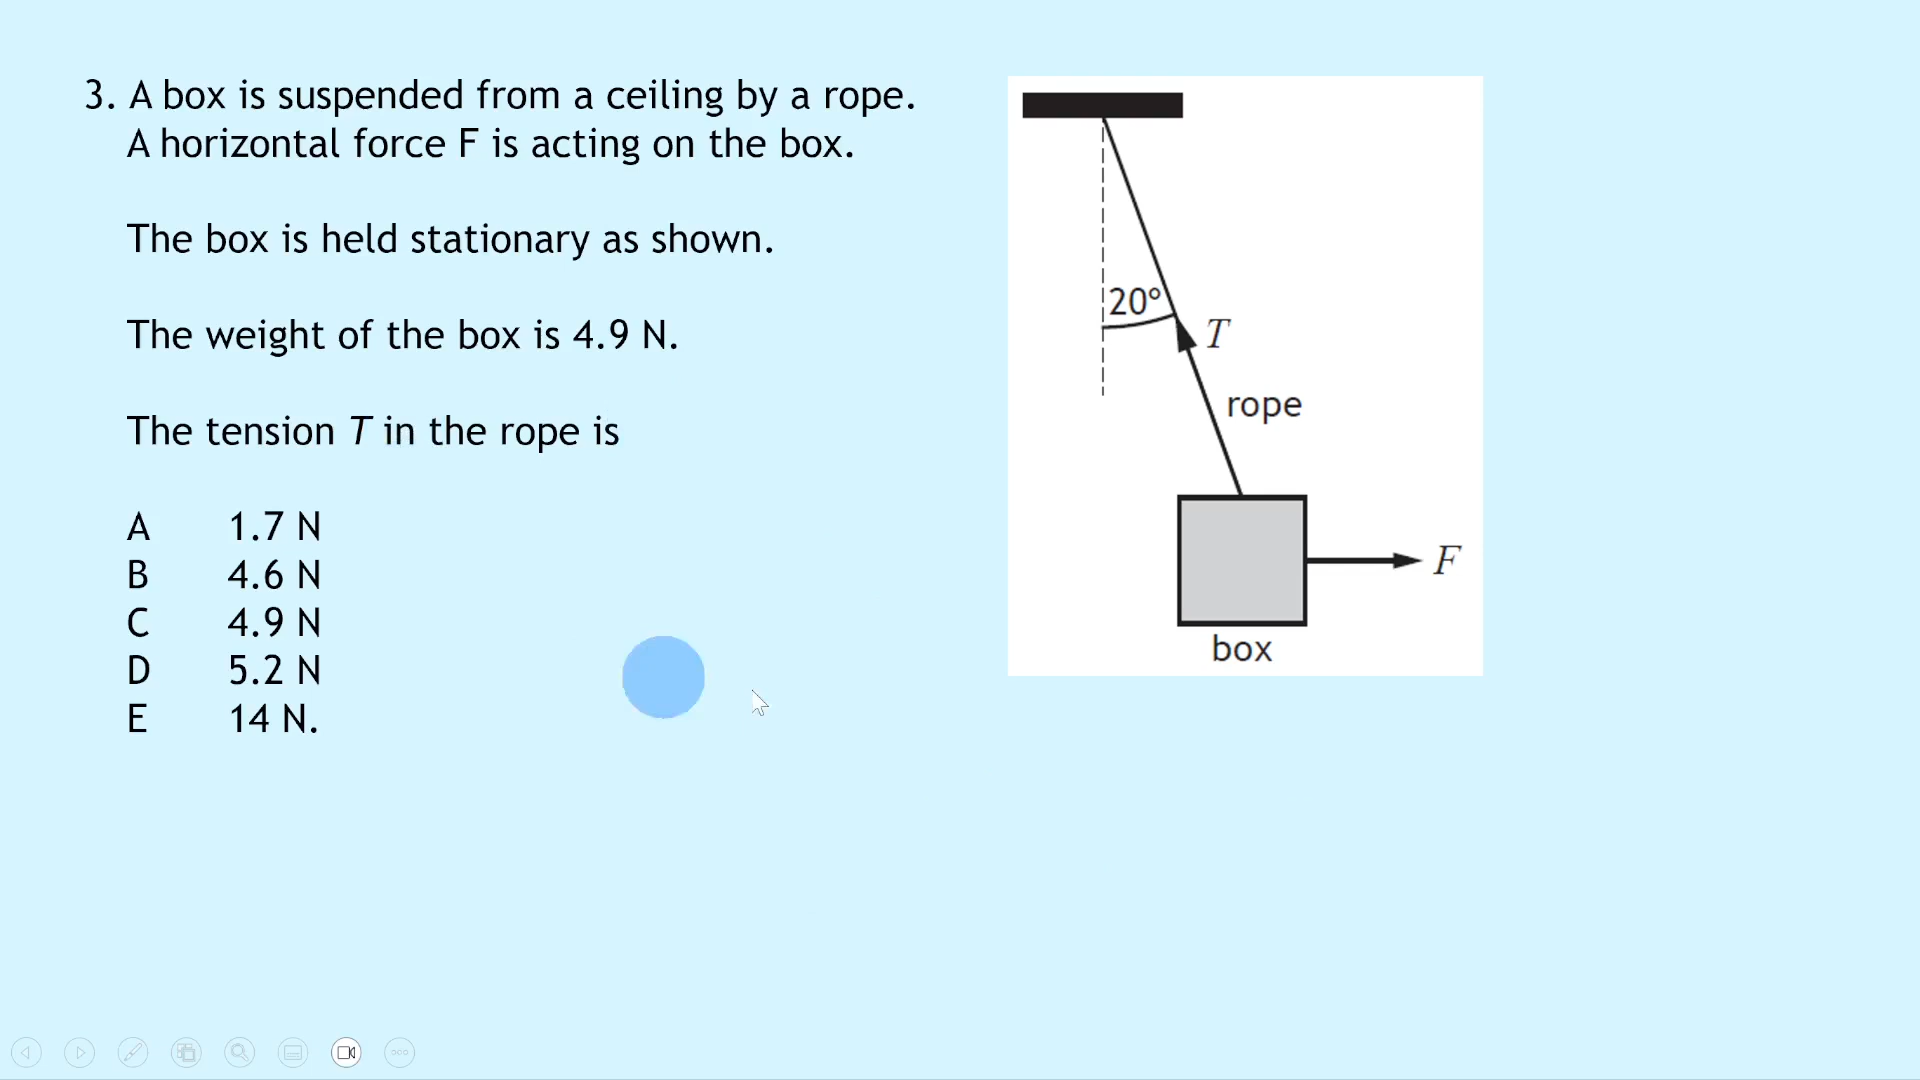 3. A box is suspended from a ceiling by a rope.
A horizontal force F is acting on the box.
The box is held stationary as shown.
The weight of the box is 4.9 N.
The tension T in the rope is
A 1.7 N
B 4.6 N
C 4.9 N
D 5.2 N
E 14 N.
20°
T
rope
F
box